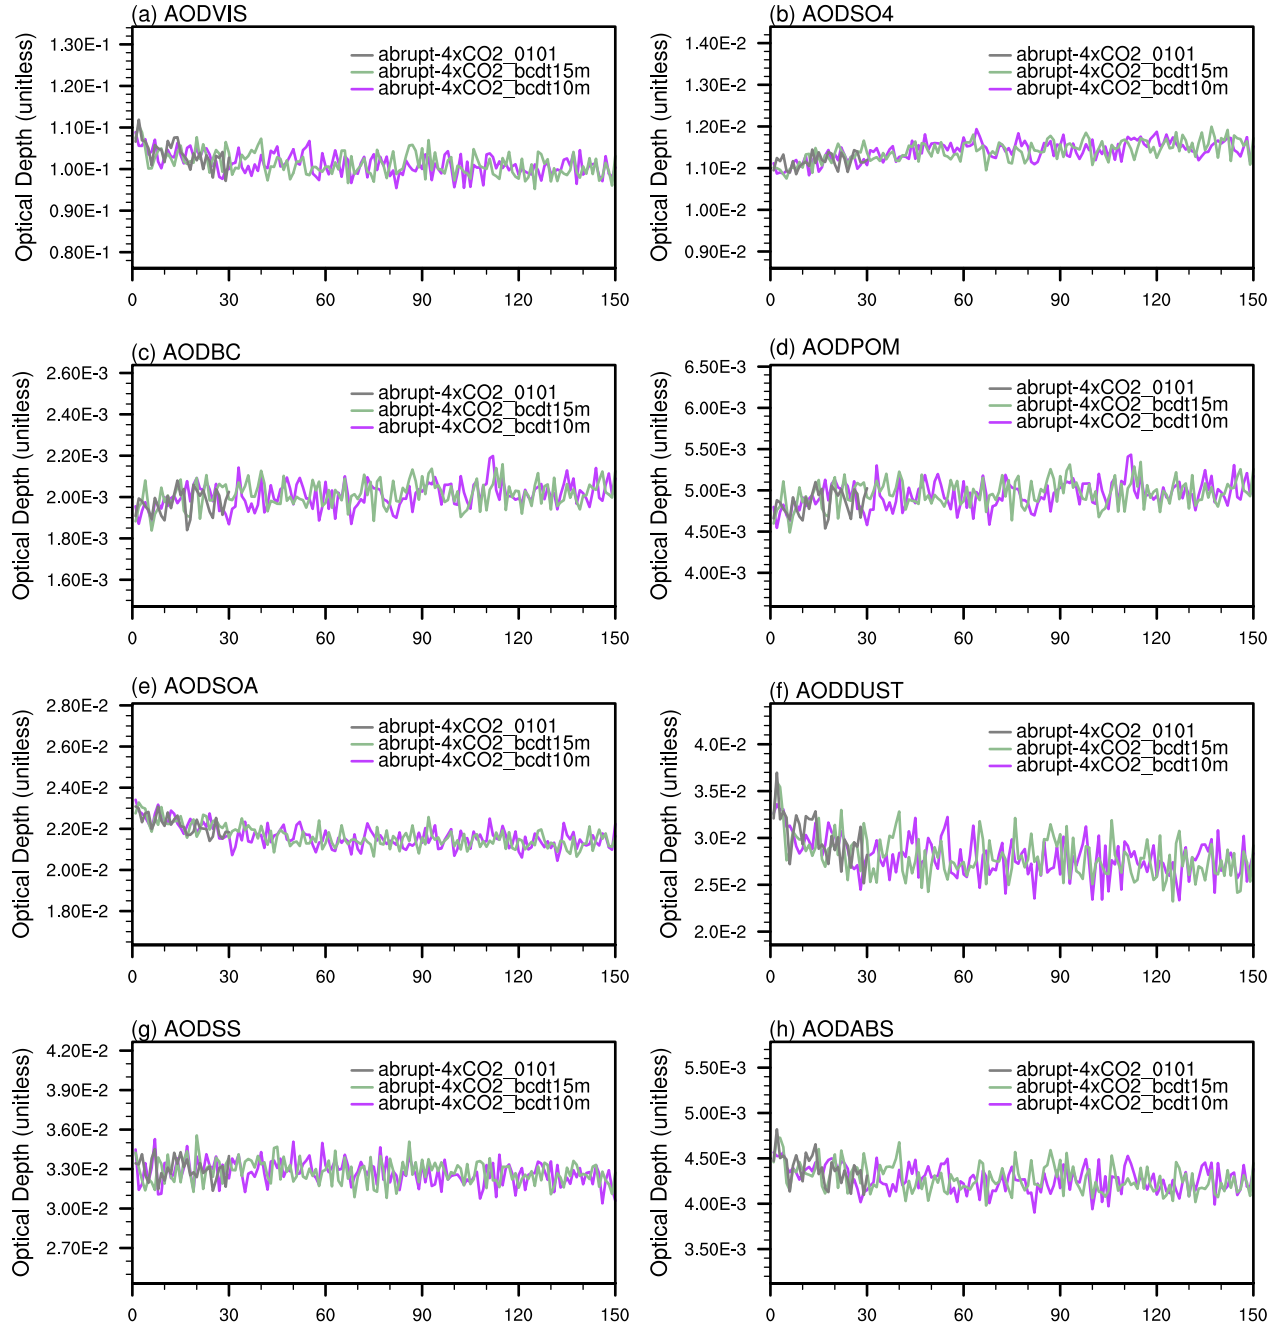 (a) AODVIS
Optical Depth (unitless)
1.30E-1
1.20E-1
1.10E-1
1.00E-1
0.90E-1
0.80E-1
abrupt-4xCO2_0101
abrupt-4xCO2_bcdt15m
abrupt-4xCO2_bcdt10m
0 30 60 90 120 150
(b) AODSO4
Optical Depth (unitless)
1.40E-2
1.30E-2
1.20E-2
1.10E-2
1.00E-2
0.90E-2
abrupt-4xCO2_0101
abrupt-4xCO2_bcdt15m
abrupt-4xCO2_bcdt10m
0 30 60 90 120 150
(c) AODBC
Optical Depth (unitless)
2.60E-3
2.40E-3
2.20E-3
2.00E-3
1.80E-3
1.60E-3
abrupt-4xCO2_0101
abrupt-4xCO2_bcdt15m
abrupt-4xCO2_bcdt10m
0 30 60 90 120 150
(d) AODPOM
Optical Depth (unitless)
6.50E-3
6.00E-3
5.50E-3
5.00E-3
4.50E-3
4.00E-3
abrupt-4xCO2_0101
abrupt-4xCO2_bcdt15m
abrupt-4xCO2_bcdt10m
0 30 60 90 120 150
(e) AODSOA
Optical Depth (unitless)
2.80E-2
2.60E-2
2.40E-2
2.20E-2
2.00E-2
1.80E-2
abrupt-4xCO2_0101
abrupt-4xCO2_bcdt15m
abrupt-4xCO2_bcdt10m
0 30 60 90 120 150
(f) AODDUST
Optical Depth (unitless)
4.0E-2
3.5E-2
3.0E-2
2.5E-2
2.0E-2
abrupt-4xCO2_0101
abrupt-4xCO2_bcdt15m
abrupt-4xCO2_bcdt10m
0 30 60 90 120 150
(g) AODSS
Optical Depth (unitless)
4.20E-2
3.90E-2
3.60E-2
3.30E-2
3.00E-2
2.70E-2
abrupt-4xCO2_0101
abrupt-4xCO2_bcdt15m
abrupt-4xCO2_bcdt10m
0 30 60 90 120 150
(h) AODABS
Optical Depth (unitless)
5.50E-3
5.00E-3
4.50E-3
4.00E-3
3.50E-3
abrupt-4xCO2_0101
abrupt-4xCO2_bcdt15m
abrupt-4xCO2_bcdt10m
0 30 60 90 120 150